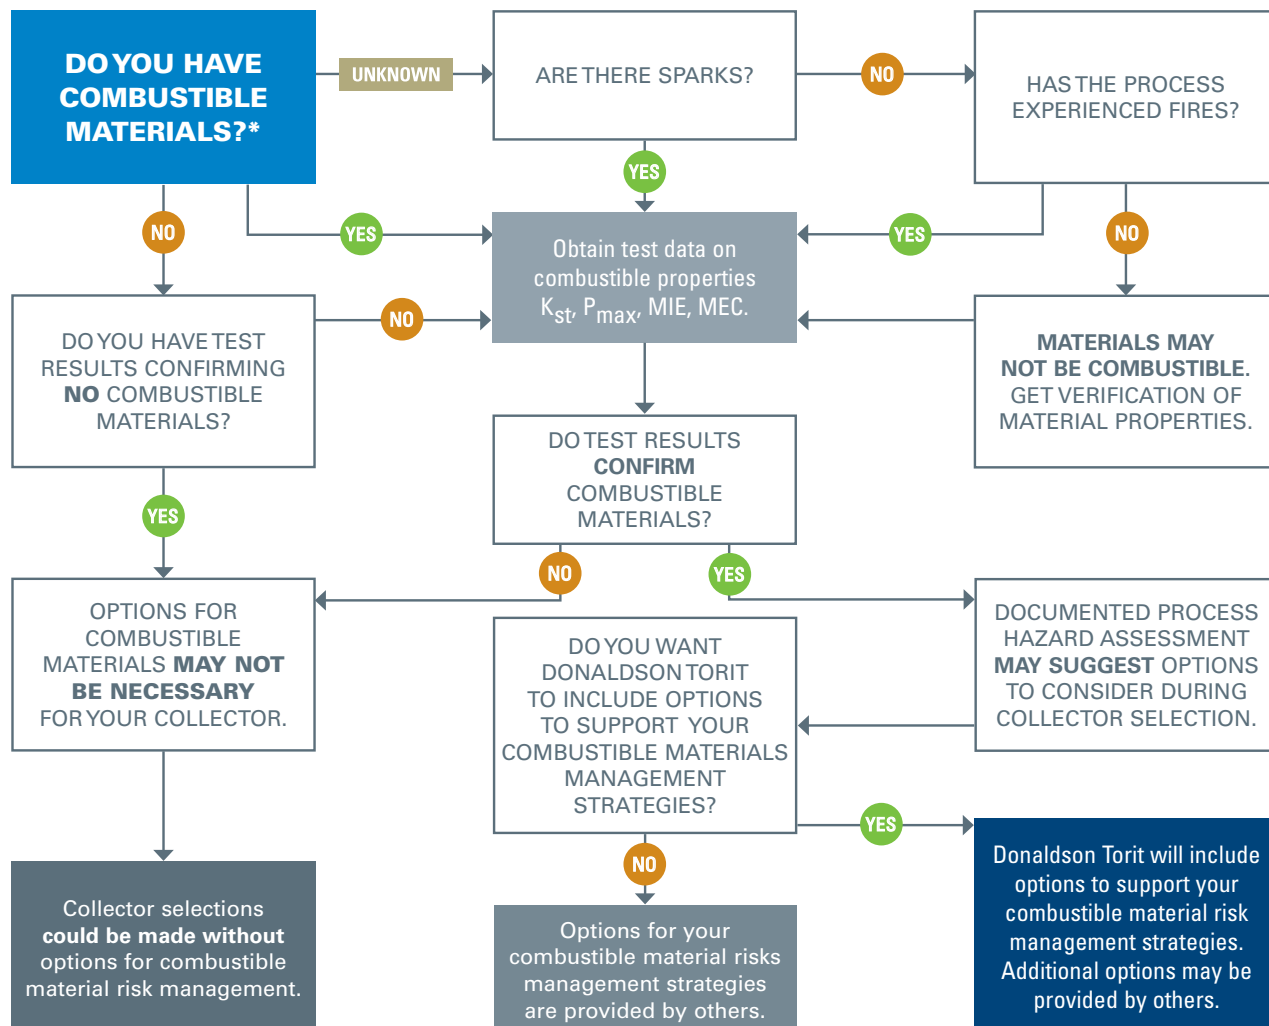 DO YOU HAVE
COMBUSTIBLE
MATERIALS?*
UNKNOWN
ARE THERE SPARKS?
NO
HAS THE PROCESS
EXPERIENCED FIRES?
NO
YES
YES
YES
NO
Obtain test data on
combustible properties
Kst, Pmax, MIE, MEC.
DO YOU HAVE TEST
RESULTS CONFIRMING
NO COMBUSTIBLE
MATERIALS?
NO
MATERIALS MAY
NOT BE COMBUSTIBLE.
GET VERIFICATION OF
MATERIAL PROPERTIES.
DO TEST RESULTS
CONFIRM
COMBUSTIBLE
MATERIALS?
YES
NO
YES
OPTIONS FOR
COMBUSTIBLE
MATERIALS MAY NOT
BE NECESSARY
FOR YOUR COLLECTOR.
DO YOU WANT
DONALDSON TORIT
TO INCLUDE OPTIONS
TO SUPPORT YOUR
COMBUSTIBLE MATERIALS
MANAGEMENT
STRATEGIES?
DOCUMENTED PROCESS
HAZARD ASSESSMENT
MAY SUGGEST OPTIONS
TO CONSIDER DURING
COLLECTOR SELECTION.
YES
NO
Collector selections
could be made without
options for combustible
material risk management.
Options for your
combustible material risks
management strategies
are provided by others.
Donaldson Torit will include
options to support your
combustible material risk
management strategies.
Additional options may be
provided by others.